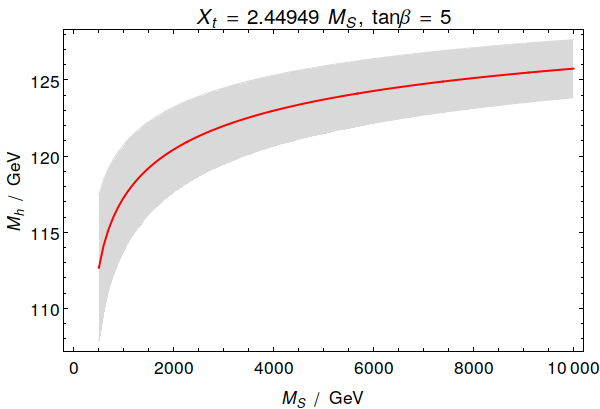 X_t = 2.44949 M_S, tanβ = 5
M_h / GeV
125
120
115
110
0 2000 4000 6000 8000 10 000
M_S / GeV